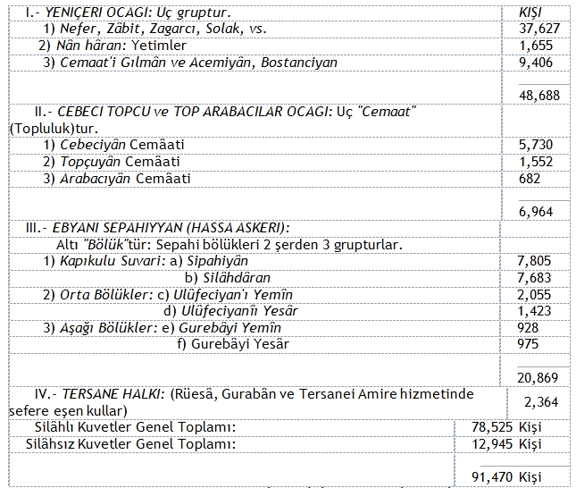 I.- YENİÇERI OCAGI: Uç gruptur. KIŞI
1) Nefer, Zâbit, Zagarcı, Solak, vs. 37,627
2) Nân hâran: Yetimler 1,655
3) Cemaat'i Gılmân ve Acemiyân, Bostanciyan 9,406
48,688
II.- CEBECI TOPCU ve TOP ARABACILAR OCAGI: Uç "Cemaat"
(Topluluk)tur.
1) Cebeciyân Cemâati 5,730
2) Topçuyân Cemâati 1,552
3) Arabacıyân Cemâati 682
6,964
III.- EBYANI SEPAHIYYAN (HASSA ASKERI):
Altı "Bölük"tür: Sepahi bölükleri 2 şerden 3 grupturlar.
1) Kapıkulu Suvari: a) Sipahiyân 7,805
b) Silâhdâran 7,683
2) Orta Bölükler: c) Ulûfeciyan'ı Yemîn 2,055
d) Ulûfeciyanîı Yesâr 1,423
3) Aşağı Bölükler: e) Gurebâyi Yemîn 928
f) Gurebâyi Yesâr 975
20,869
IV.- TERSANE HALKI: (Rüesâ, Gurabân ve Tersanei Amire hizmetinde
sefere eşen kullar) 2,364
Silâhlı Kuvetler Genel Toplamı: 78,525 Kişi
Silâhsız Kuvetler Genel Toplamı: 12,945 Kişi
91,470 Kişi